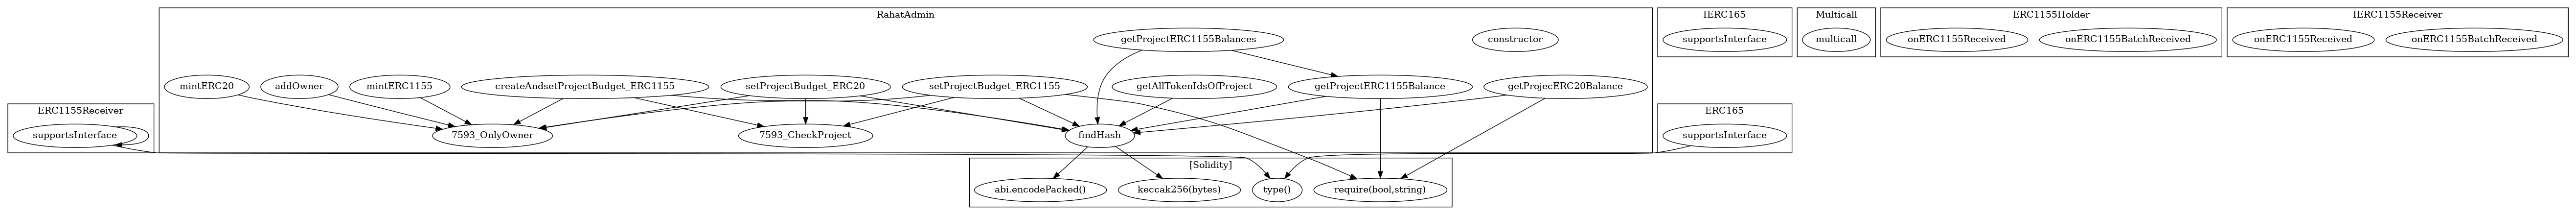 RahatAdmin
IERC165
Multicall
ERC1155Holder
IERC1155Receiver
getProjectERC1155Balances
constructor
supportsInterface
multicall
onERC1155Received
onERC1155BatchReceived
onERC1155Received
onERC1155BatchReceived
mintERC20
addOwner
mintERC1155
createAndsetProjectBudget_ERC1155
setProjectBudget_ERC20
setProjectBudget_ERC1155
getAllTokenIdsOfProject
getProjectERC1155Balance
getProjecERC20Balance
ERC1155Receiver
ERC165
supportsInterface
7593_OnlyOwner
7593_CheckProject
findHash
supportsInterface
[Solidity]
abi.encodePacked()
keccak256(bytes)
type()
require(bool,string)